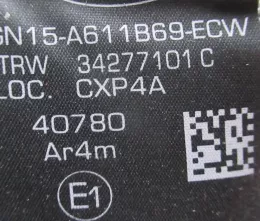 GN15-A611B69-ECW
TRW 34277101 C
LOC. CXP4A
40780
Ar4m
E1